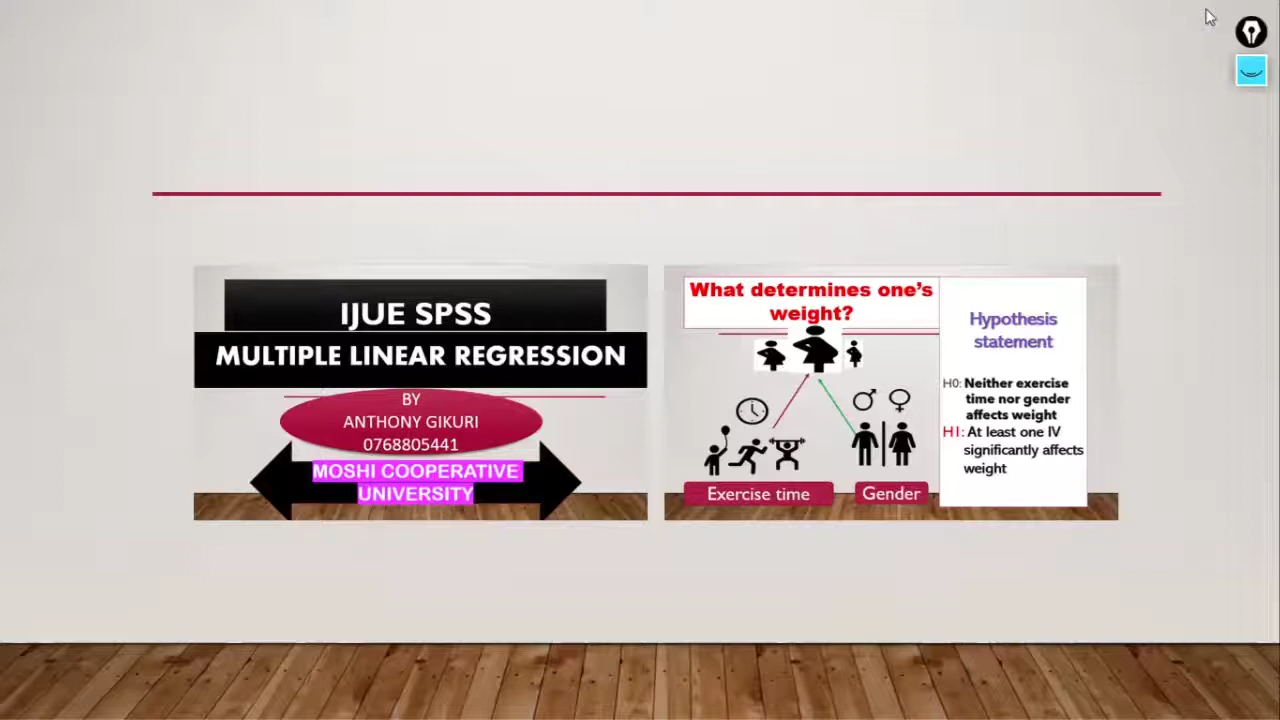 IJUE SPSS
MULTIPLE LINEAR REGRESSION
BY
ANTHONY GIKURI
0768805441
MOSHI COOPERATIVE
UNIVERSITY
What determines one's
weight?
Exercise time
Gender
Hypothesis
statement
H0: Neither exercise
time nor gender
affects weight
H1: At least one IV
significantly affects
weight